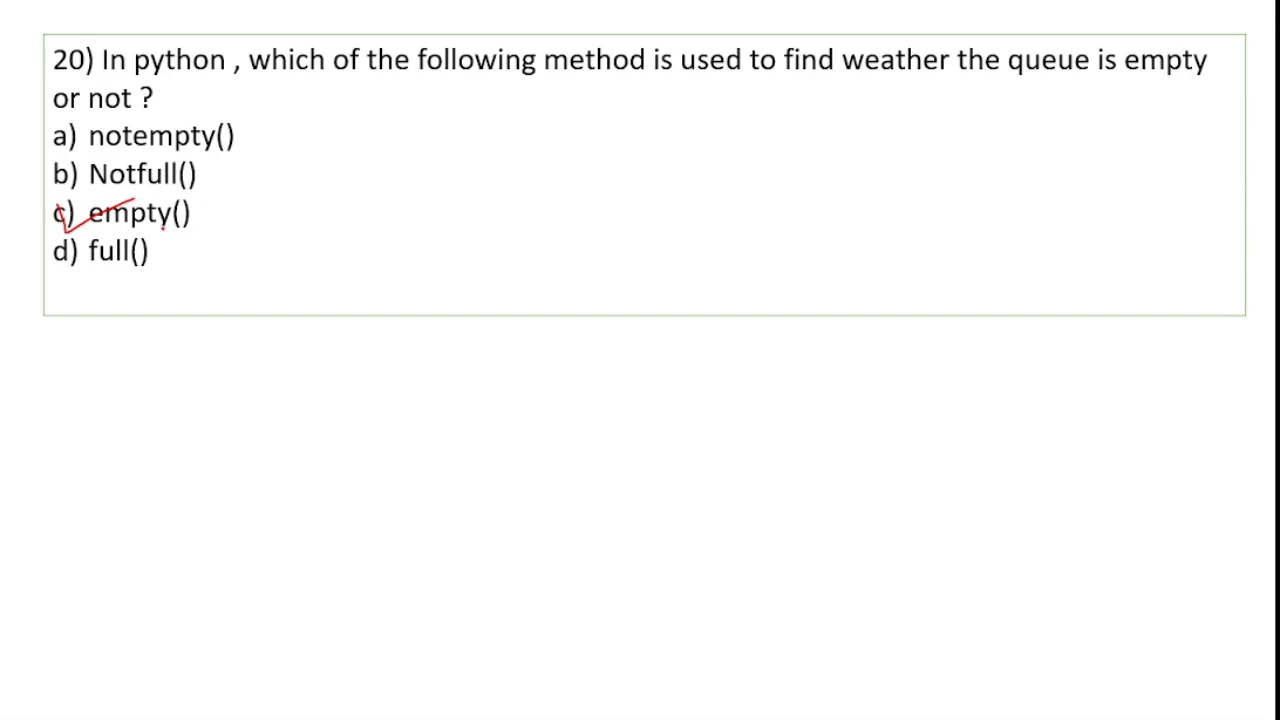 20) In python , which of the following method is used to find weather the queue is empty
or not ?
a) notempty()
b) Notfull()
c) empty()
d) full()